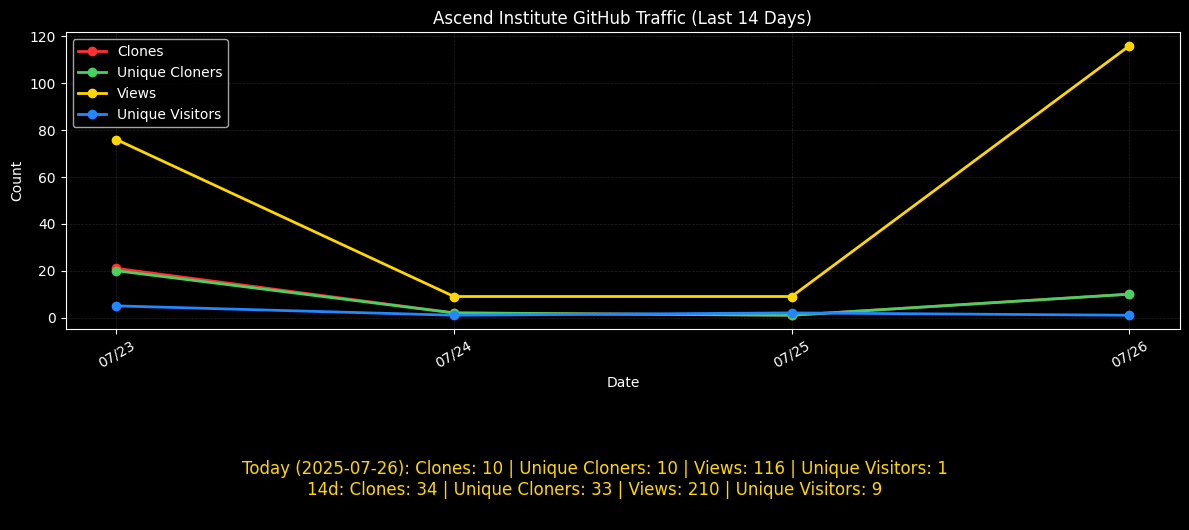 Ascend Institute GitHub Traffic (Last 14 Days)
120
100
80
60
40
20
0
Count
Clones
Unique Cloners
Views
Unique Visitors
07/23
07/24
07/25
07/26
Date
Today (2025-07-26): Clones: 10 | Unique Cloners: 10 | Views: 116 | Unique Visitors: 1
14d: Clones: 34 | Unique Cloners: 33 | Views: 210 | Unique Visitors: 9